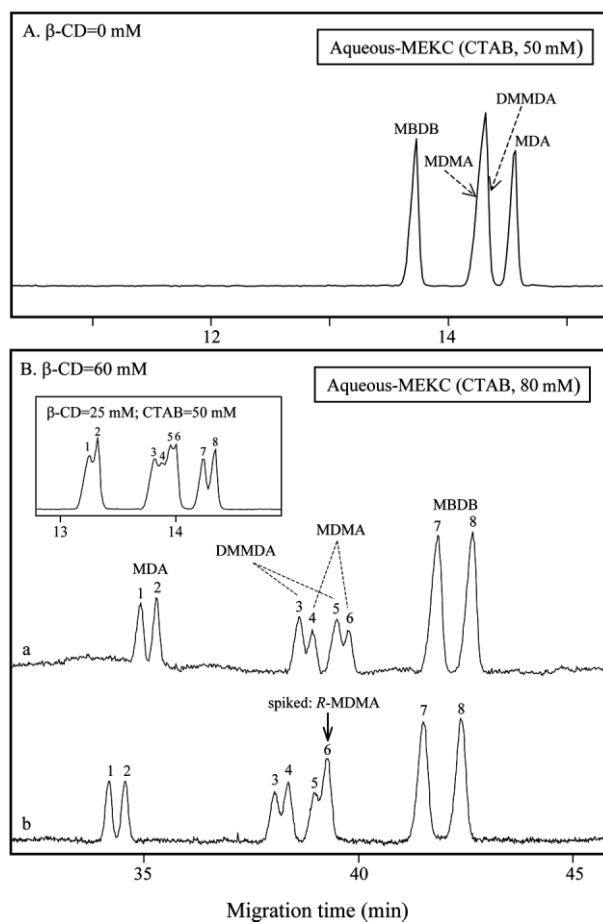 A. β-CD=0 mM
Aqueous-MEKC (CTAB, 50 mM)
DMMDA
MBDB
MDA
MDMA
12
14
B. β-CD=60 mM
Aqueous-MEKC (CTAB, 80 mM)
β-CD=25 mM; CTAB=50 mM
1
2
3
4
5
6
7
8
13
14
MBDB
MDMA
DMMDA
MDA
1
2
3
4
5
6
7
8
a
spiked: R-MDMA
1
2
3
4
5
6
7
8
b
35
40
45
Migration time (min)